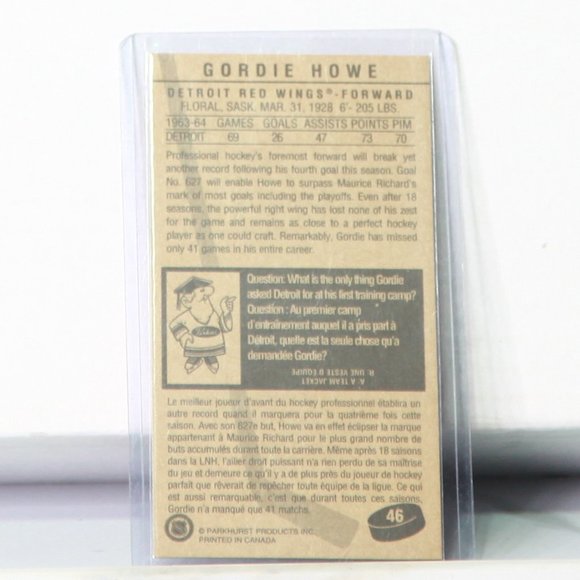 GORDIE HOWE
DETROIT RED WINGS®-FORWARD
FLORAL, SASK. MAR. 31, 1928 6'- 205 LBS.
1963-64 GAMES GOALS ASSISTS POINTS PIM
DETROIT 69 26 47 73 70
Professional hockey's foremost forward will break yet
another record following his fourth goal this season. Goal
No. 627 will enable Howe to surpass Maurice Richard's
mark of most goals including the playoffs. Even after 18
seasons, the powerful right wing has lost none of his zest
for the game and remains as close to a perfect hockey
player as one could craft. Remarkably, Gordie has missed
only 41 games in his entire career.
Question: What is the only thing Gordie
asked Detroit for at his first training camp?
Question : Au premier camp
d'entraînement auquel il a pris part à
Détroit, quelle est la seule chose qu'a
demandée Gordie?
A. A TEAM JACKET
R. UNE VESTE D'ÉQUIPE
Le meilleur joueur d'avant du hockey professionnel établira un
autre record quand il marquera pour la quatrième fois cette
saison. Avec son 627e but, Howe va en effet éclipser la marque
appartenant à Maurice Richard pour le plus grand nombre de
buts accumulés durant toute la carrière. Même après 18 saisons
dans la LNH, l'ailier droit puissant n'a rien perdu de sa maîtrise
du jeu et demeure ce qu'il y a de plus près du joueur de hockey
parfait que rêverait de repêcher toute équipe de la ligue. Ce qui
est aussi remarquable, c'est que durant toutes ces saisons,
Gordie n'a manqué que 41 matchs.
© PARKHURST PRODUCTS INC.
PRINTED IN CANADA
46